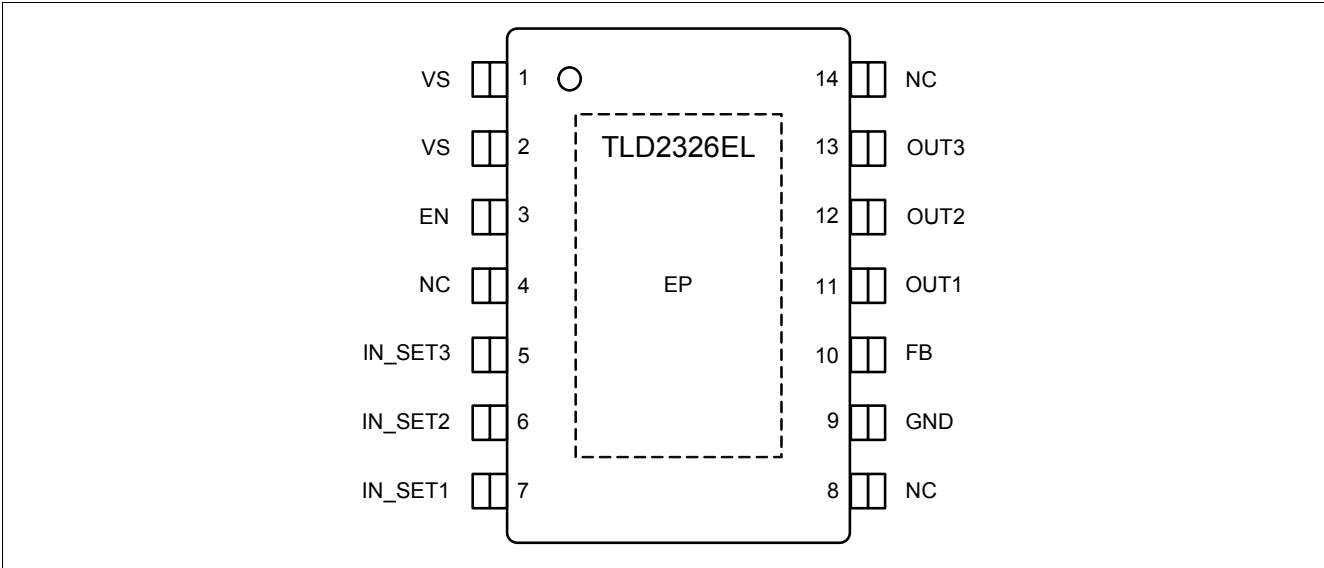 VS 1 14 NC
VS 2 TLD2326EL 13 OUT3
EN 3 12 OUT2
NC 4 EP 11 OUT1
IN_SET3 5 10 FB
IN_SET2 6 9 GND
IN_SET1 7 8 NC